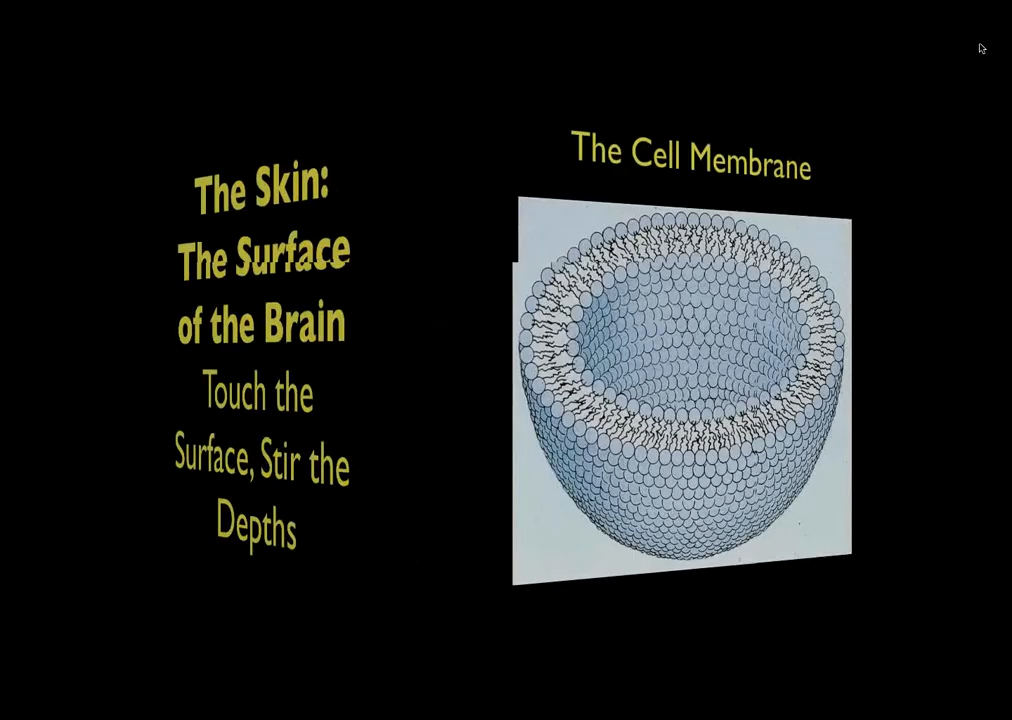 The Skin:
The Surface
of the Brain
Touch the
Surface, Stir the
Depths
The Cell Membrane